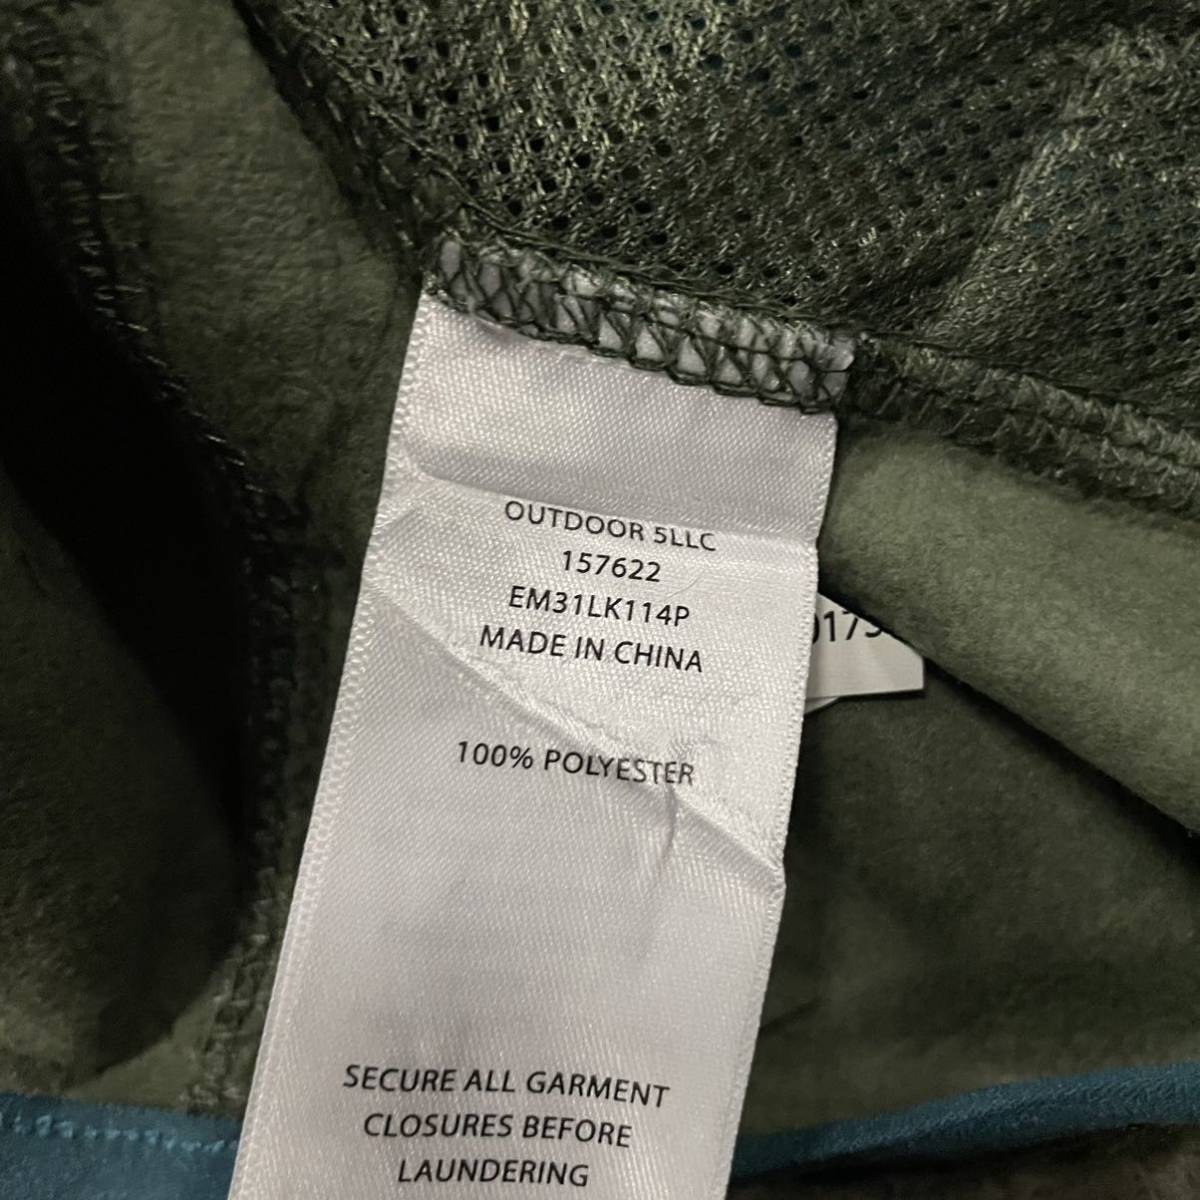 OUTDOOR 5LLC
157622
EM31LK114P
MADE IN CHINA
100% POLYESTER
SECURE ALL GARMENT
CLOSURES BEFORE
LAUNDERING